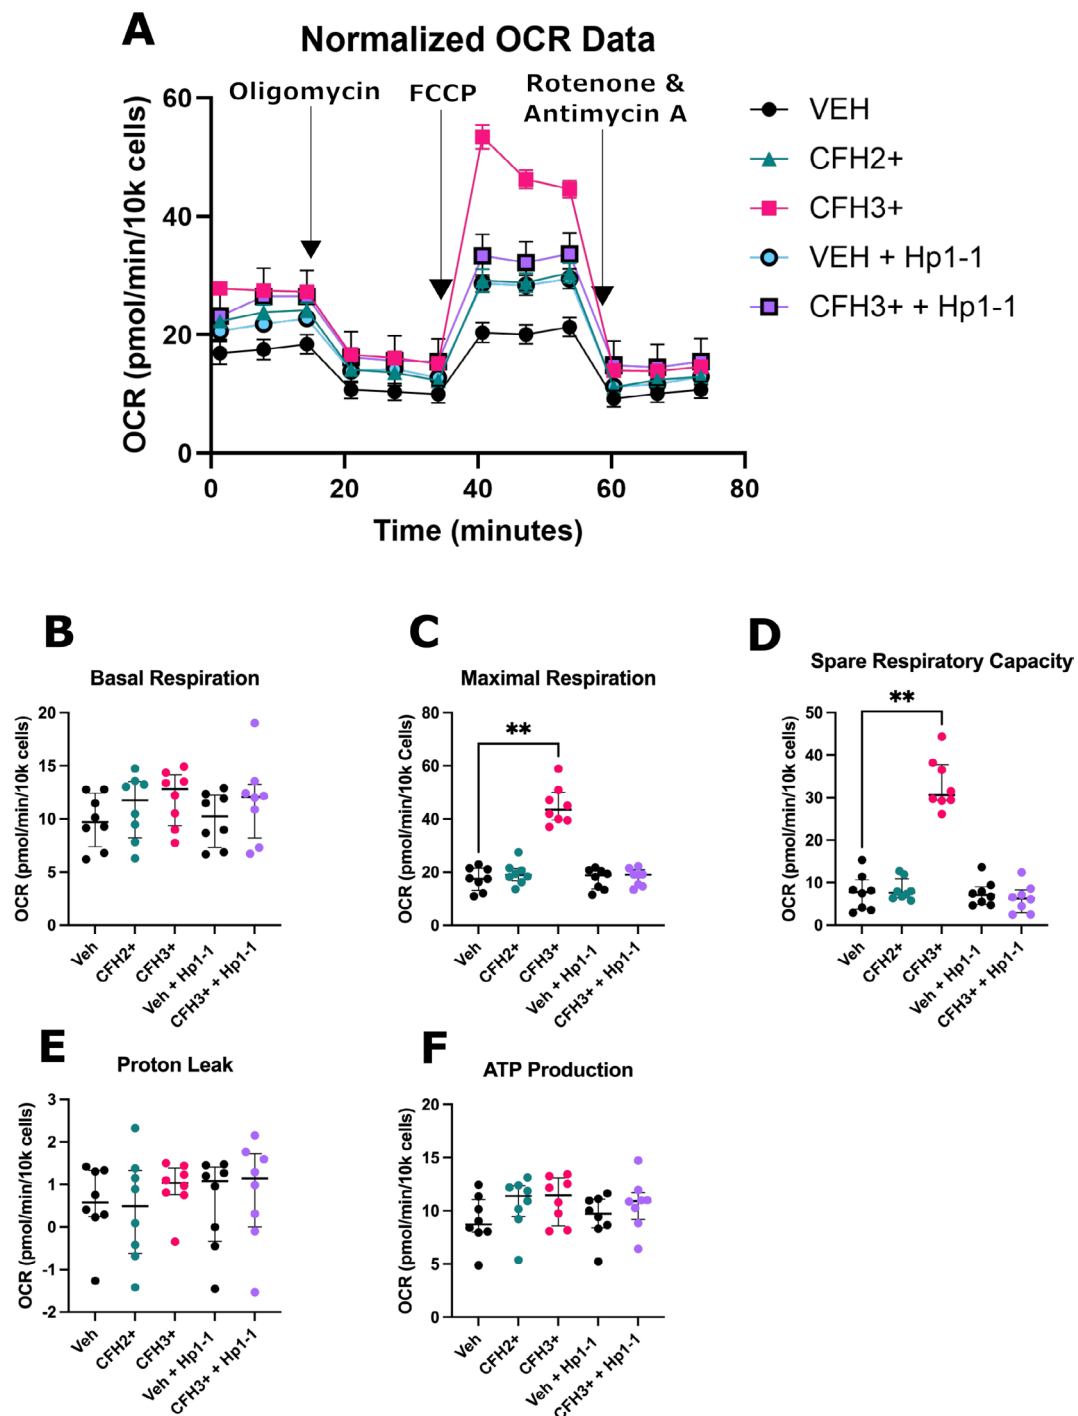 A
Normalized OCR Data
Oligomycin
FCCP
Rotenone &
Antimycin A
OCR (pmol/min/10k cells)
60
40
20
0
0 20 40 60 80
Time (minutes)
VEH
CFH2+
CFH3+
VEH + Hp1-1
CFH3+ + Hp1-1
B
Basal Respiration
OCR (pmol/min/10k cells)
20
15
10
5
0
Veh
CFH2+
CFH3+
Veh + Hp1-1
CFH3+ + Hp1-1
C
Maximal Respiration
OCR (pmol/min/10k Cells)
80
60
40
20
0
**
Veh
CFH2+
CFH3+
Veh + Hp1-1
CFH3+ + Hp1-1
D
Spare Respiratory Capacity
OCR (pmol/min/10k cells)
50
40
30
20
10
0
**
Veh
CFH2+
CFH3+
Veh + Hp1-1
CFH3+ + Hp1-1
E
Proton Leak
OCR (pmol/min/10k cells)
3
2
1
0
-1
-2
Veh
CFH2+
CFH3+
Veh + Hp1-1
CFH3+ + Hp1-1
F
ATP Production
OCR (pmol/min/10k cells)
20
15
10
5
0
Veh
CFH2+
CFH3+
Veh + Hp1-1
CFH3+ + Hp1-1